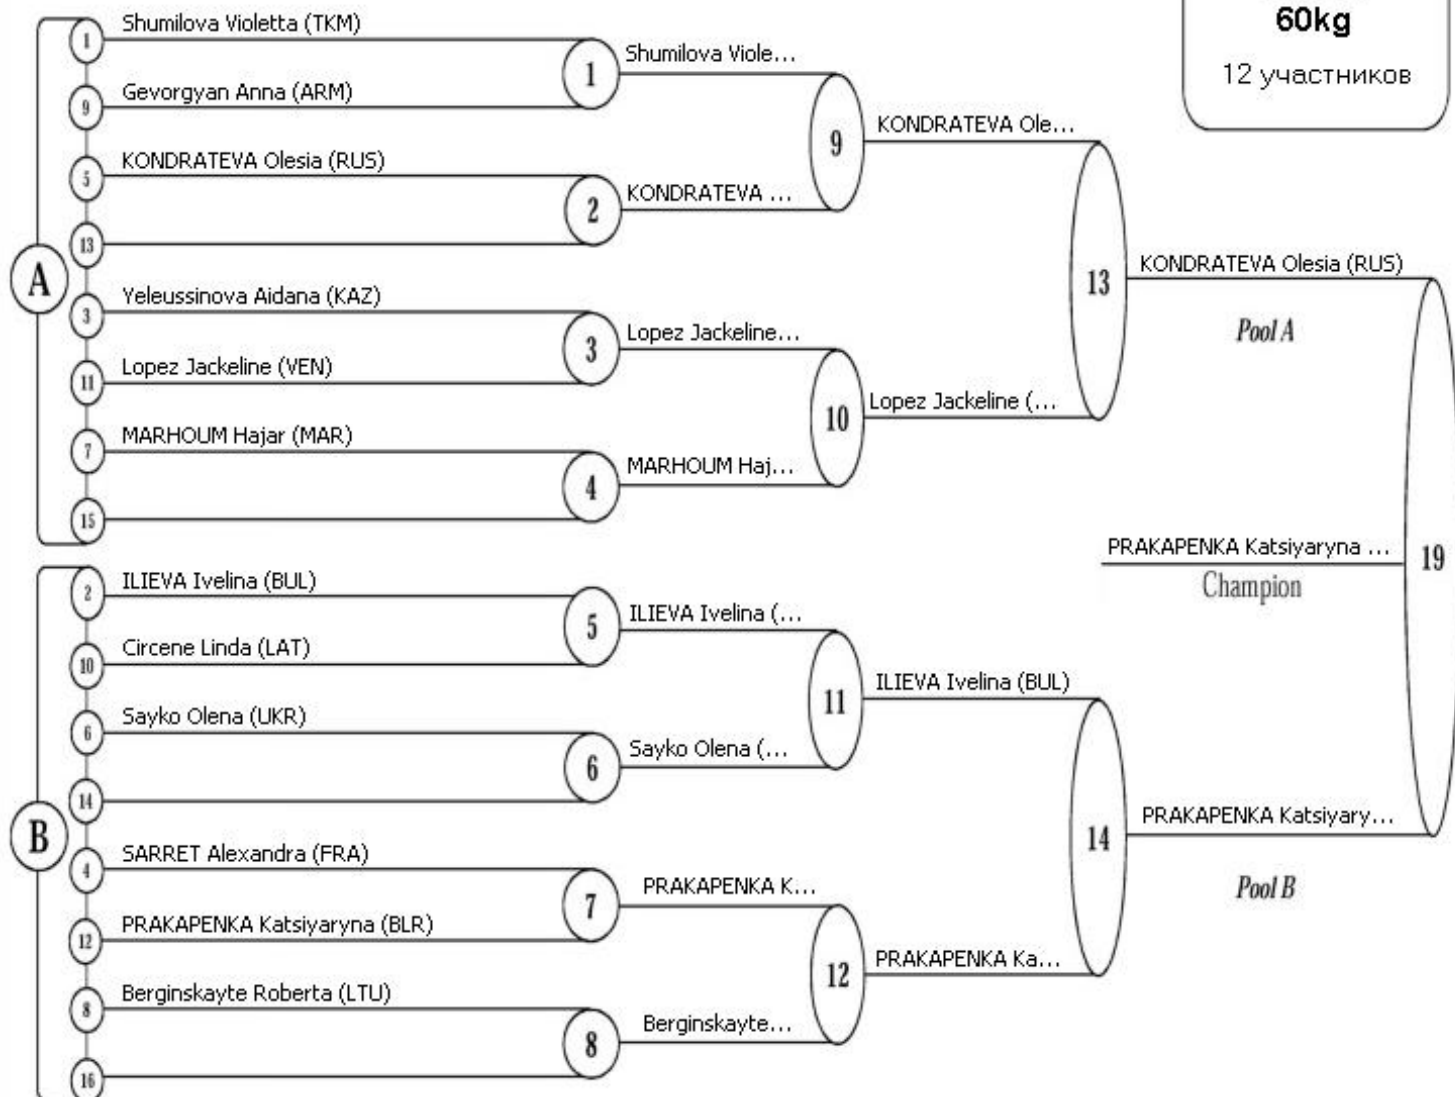 60kg
12 участников
A
1
Shumilova Violetta (TKM)
9
Gevorgyan Anna (ARM)
5
KONDRATEVA Olesia (RUS)
13
3
Yeleussinova Aidana (KAZ)
11
Lopez Jackeline (VEN)
7
MARHOUM Hajar (MAR)
15
B
2
ILIEVA Ivelina (BUL)
10
Circene Linda (LAT)
6
Sayko Olena (UKR)
14
4
SARRET Alexandra (FRA)
12
PRAKAPENKA Katsiyaryna (BLR)
8
Berginskayte Roberta (LTU)
16
1
Shumilova Viole...
2
KONDRATEVA ...
3
Lopez Jackeline...
4
MARHOUM Haj...
5
ILIEVA Ivelina (...
6
Sayko Olena (...
7
PRAKAPENKA K...
8
Berginskayte...
9
KONDRATEVA Ole...
10
Lopez Jackeline (...
11
ILIEVA Ivelina (BUL)
12
PRAKAPENKA Ka...
13
KONDRATEVA Olesia (RUS)
Pool A
14
PRAKAPENKA Katsiyary...
Pool B
19
PRAKAPENKA Katsiyaryna ...
Champion